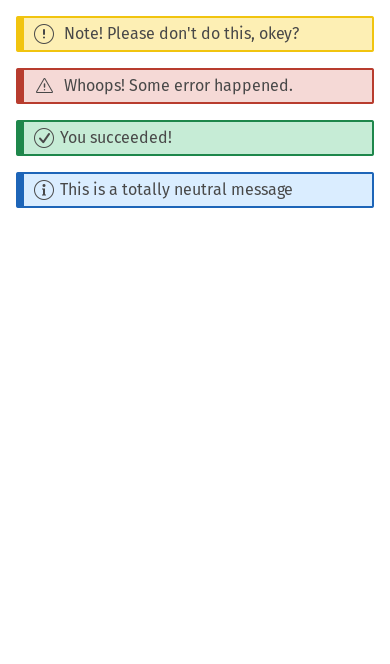 Note! Please don't do this, okey?
Whoops! Some error happened.
You succeeded!
This is a totally neutral message